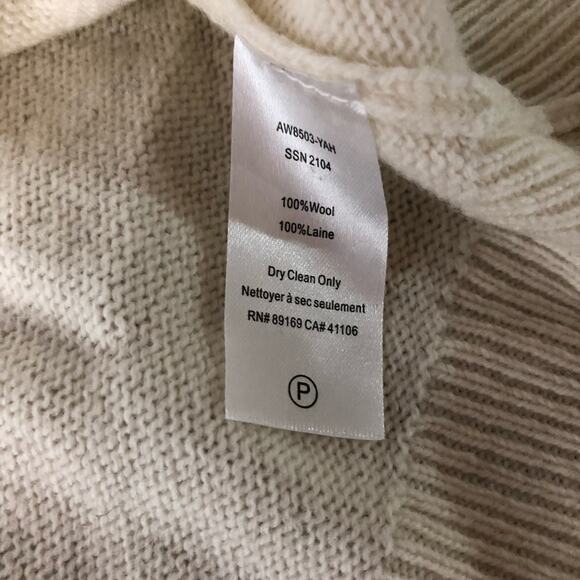 AW8503-YAH
SSN 2104
100%Wool
100%Laine
Dry Clean Only
Nettoyer à sec seulement
RN# 89169 CA# 41106
P